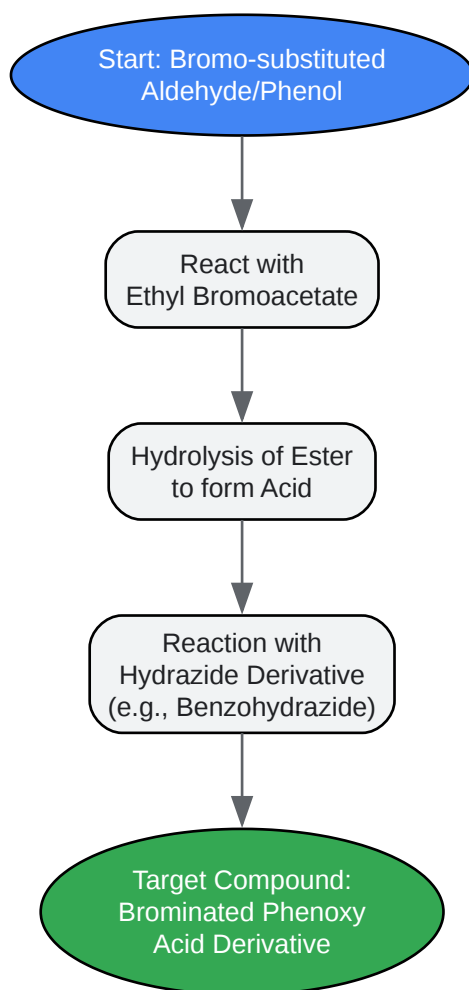 Start: Bromo-substituted
Aldehyde/Phenol
React with
Ethyl Bromoacetate
Hydrolysis of Ester
to form Acid
Reaction with
Hydrazide Derivative
(e.g., Benzohydrazide)
Target Compound:
Brominated Phenoxy
Acid Derivative